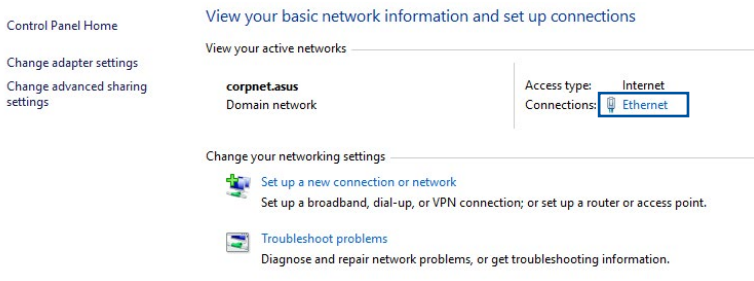 Control Panel Home
Change adapter settings
Change advanced sharing
settings
View your basic network information and set up connections
View your active networks
corpnet.asus
Domain network
Access type: Internet
Connections: Ethernet
Change your networking settings
Set up a new connection or network
Set up a broadband, dial-up, or VPN connection; or set up a router or access point.
Troubleshoot problems
Diagnose and repair network problems, or get troubleshooting information.